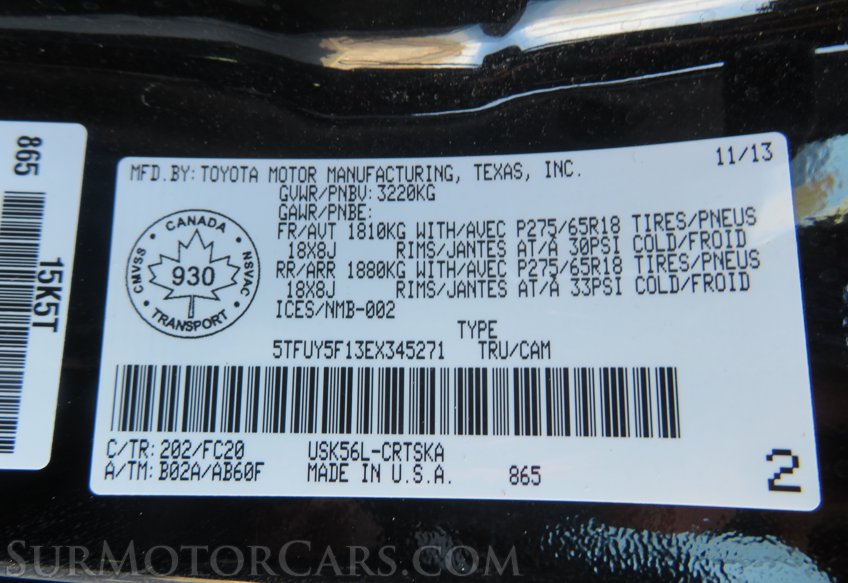 865
15K5T
MFD.BY: TOYOTA MOTOR MANUFACTURING, TEXAS, INC. 11/13
GVWR/PNBV: 3220KG
GAWR/PNBE:
FR/AVT 1810KG WITH/AVEC P275/65R18 TIRES/PNEUS
18X8J RIMS/JANTES AT/A 30PSI COLD/FROID
RR/ARR 1880KG WITH/AVEC P275/65R18 TIRES/PNEUS
18X8J RIMS/JANTES AT/A 33PSI COLD/FROID
ICES/NMB-002
CANADA
CMVSS 930 NSVAC
TRANSPORT
TYPE
5TFUY5F13EX345271 TRU/CAM
C/TR: 202/FC20 USK56L-CRTSKA
A/TM: B02A/AB60F MADE IN U.S.A. 865 2
SURMOTORCARS.COM